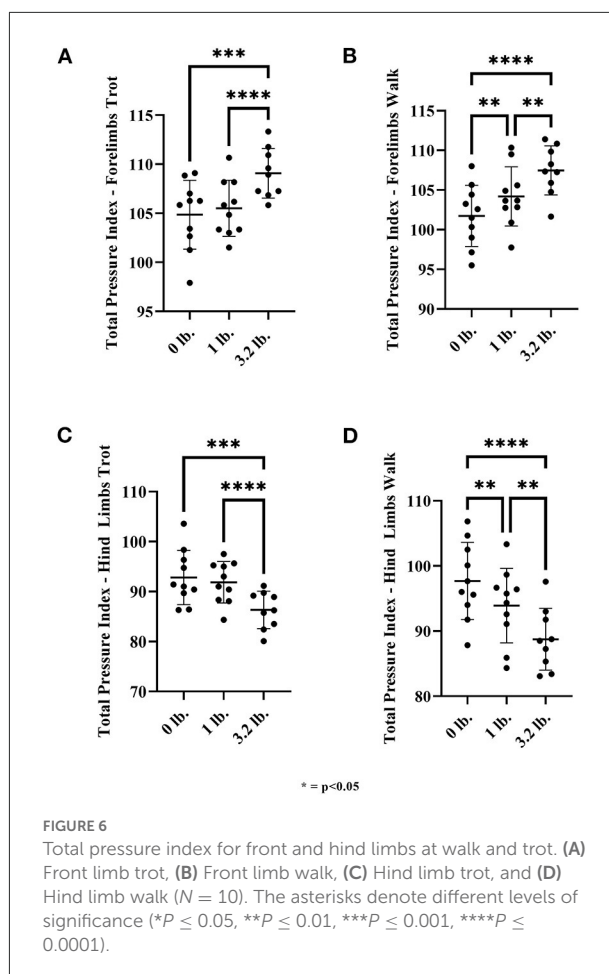 A
***
****
Total Pressure Index - Forelimbs Trot
115
110
105
100
95
0 lb.
1 lb.
3.2 lb.
B
****
**
**
Total Pressure Index - Forelimbs Walk
115
110
105
100
95
90
0 lb.
1 lb.
3.2 lb.
C
***
****
Total Pressure Index - Hind Limbs Trot
110
100
90
80
70
0 lb.
1 lb.
3.2 lb.
D
****
**
**
Total Pressure Index - Hind Limbs Walk
110
100
90
80
0 lb.
1 lb.
3.2 lb.
* = p<0.05
FIGURE 6
Total pressure index for front and hind limbs at walk and trot. (A)
Front limb trot, (B) Front limb walk, (C) Hind limb trot, and (D)
Hind limb walk (N = 10). The asterisks denote different levels of
significance (*P ≤ 0.05, **P ≤ 0.01, ***P ≤ 0.001, ****P ≤
0.0001).